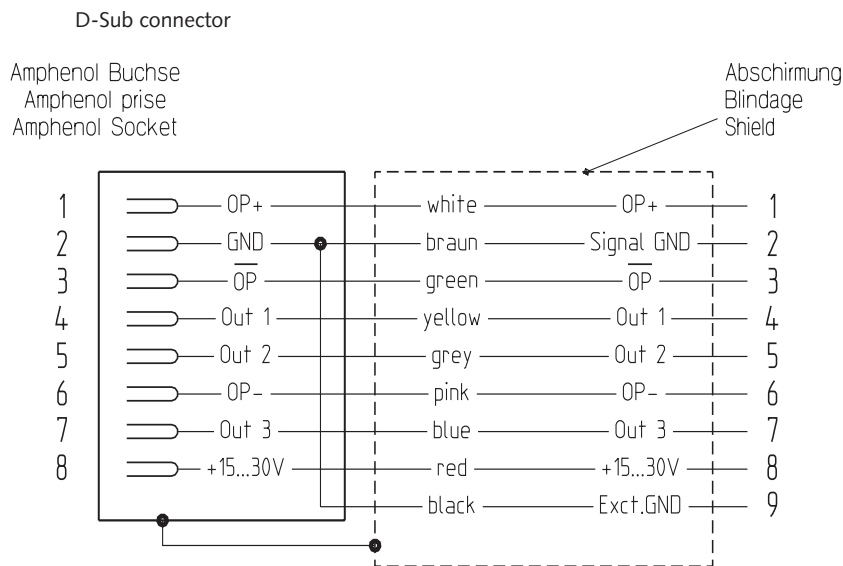 D-Sub connector
Amphenol Buchse
Amphenol prise
Amphenol Socket
Abschirmung
Blindage
Shield
1 OP+ white OP+ 1
2 GND braun Signal GND 2
3 O̅P̅ green O̅P̅ 3
4 Out 1 yellow Out 1 4
5 Out 2 grey Out 2 5
6 OP- pink OP- 6
7 Out 3 blue Out 3 7
8 +15...30V red +15...30V 8
black Exct.GND 9